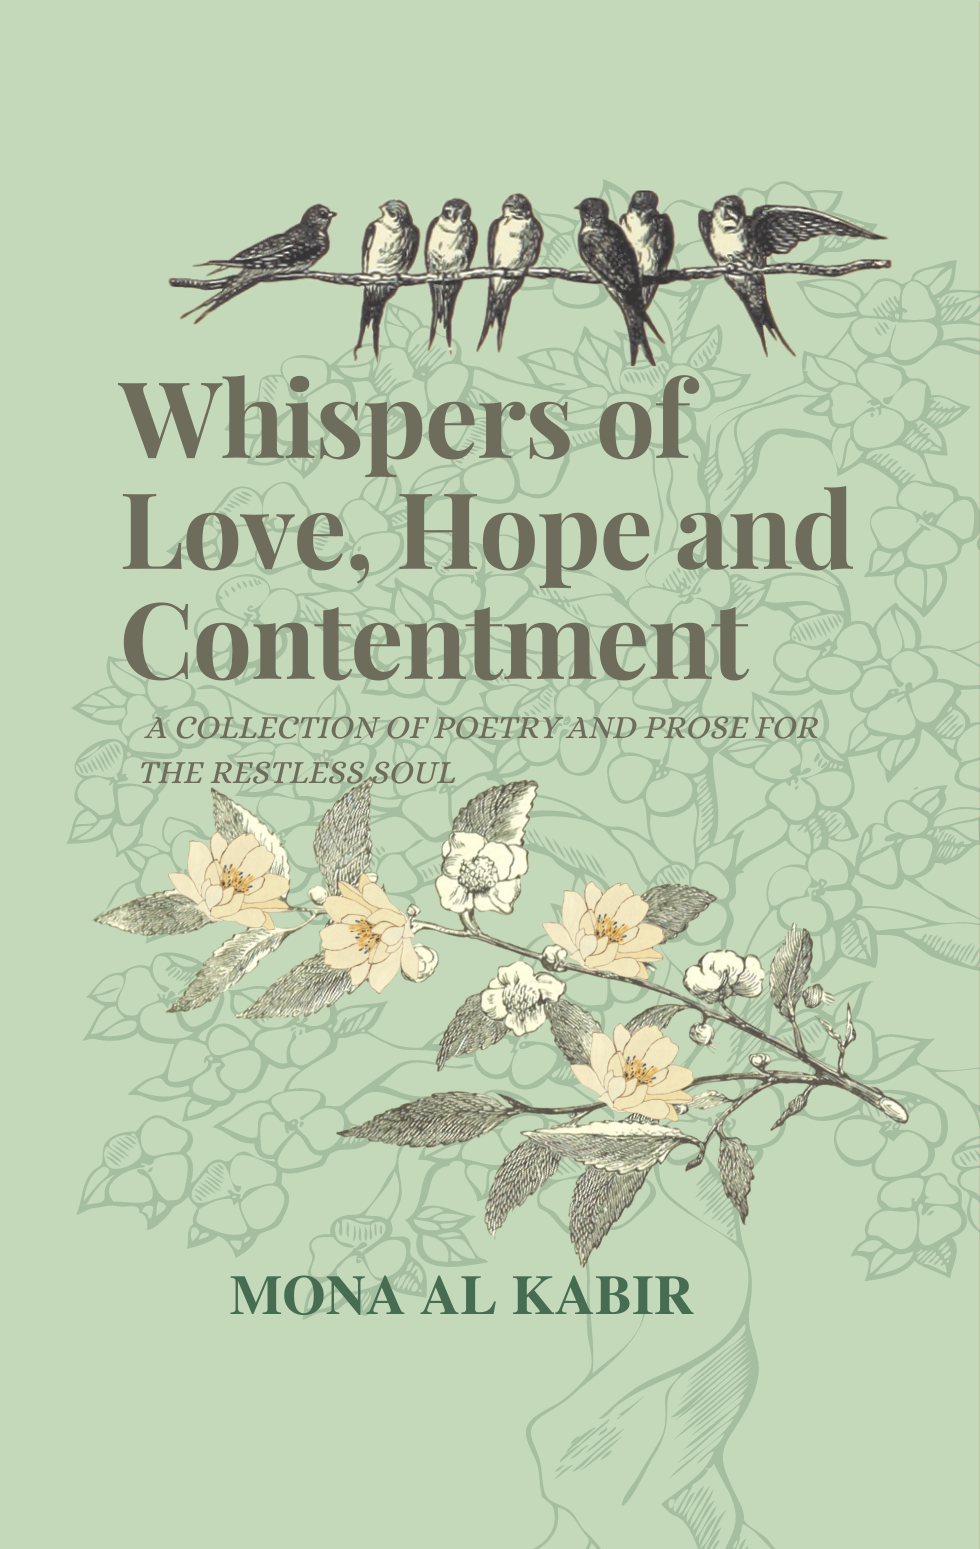 Whispers of
Love, Hope and
Contentment
A COLLECTION OF POETRY AND PROSE FOR
THE RESTLESS SOUL
MONA AL KABIR